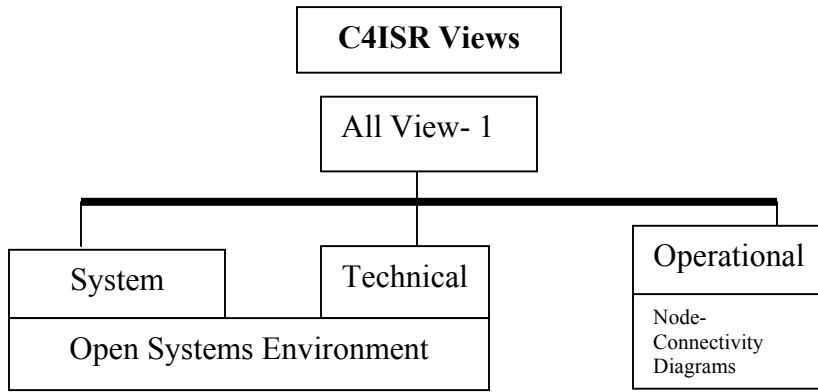 C4ISR Views
All View- 1
System
Technical
Operational
Open Systems Environment
Node-
Connectivity
Diagrams